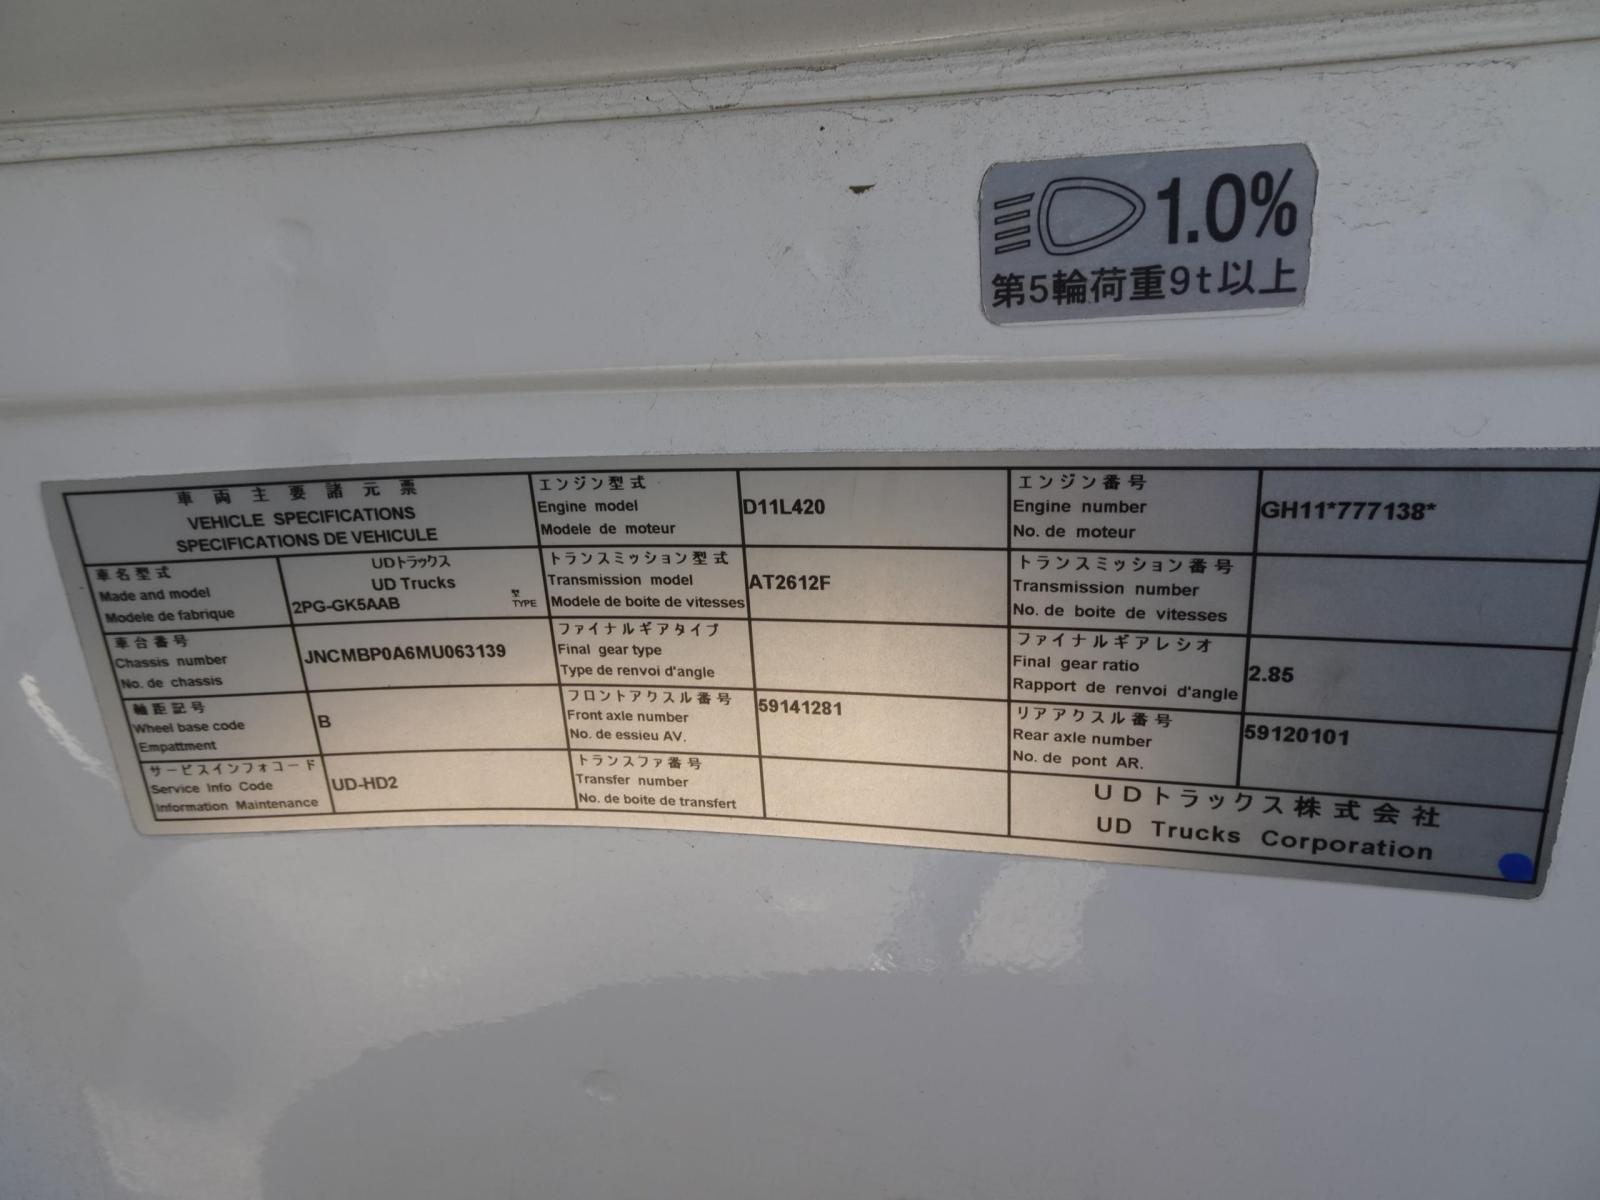 1.0%
第5輪荷重9t以上
車両主要諸元票
VEHICLE SPECIFICATIONS
SPECIFICATIONS DE VEHICULE
エンジン型式
Engine model
Modele de moteur
D11L420
エンジン番号
Engine number
No. de moteur
GH11*777138*
車名型式
Made and model
Modele de fabrique
UDトラックス
UD Trucks
2PG-GK5AAB
型
TYPE
トランスミッション型式
Transmission model
Modele de boite de vitesses
AT2612F
トランスミッション番号
Transmission number
No. de boite de vitesses
車台番号
Chassis number
No. de chassis
JNCMBP0A6MU063139
ファイナルギアタイプ
Final gear type
Type de renvoi d'angle
ファイナルギアレシオ
Final gear ratio
Rapport de renvoi d'angle
2.85
軸距記号
Wheel base code
Empattment
B
フロントアクスル番号
Front axle number
No. de essieu AV.
59141281
リアアクスル番号
Rear axle number
No. de pont AR.
59120101
サービスインフォコード
Service Info Code
Information Maintenance
UD-HD2
トランスファ番号
Transfer number
No. de boite de transfert
UDトラックス株式会社
UD Trucks Corporation